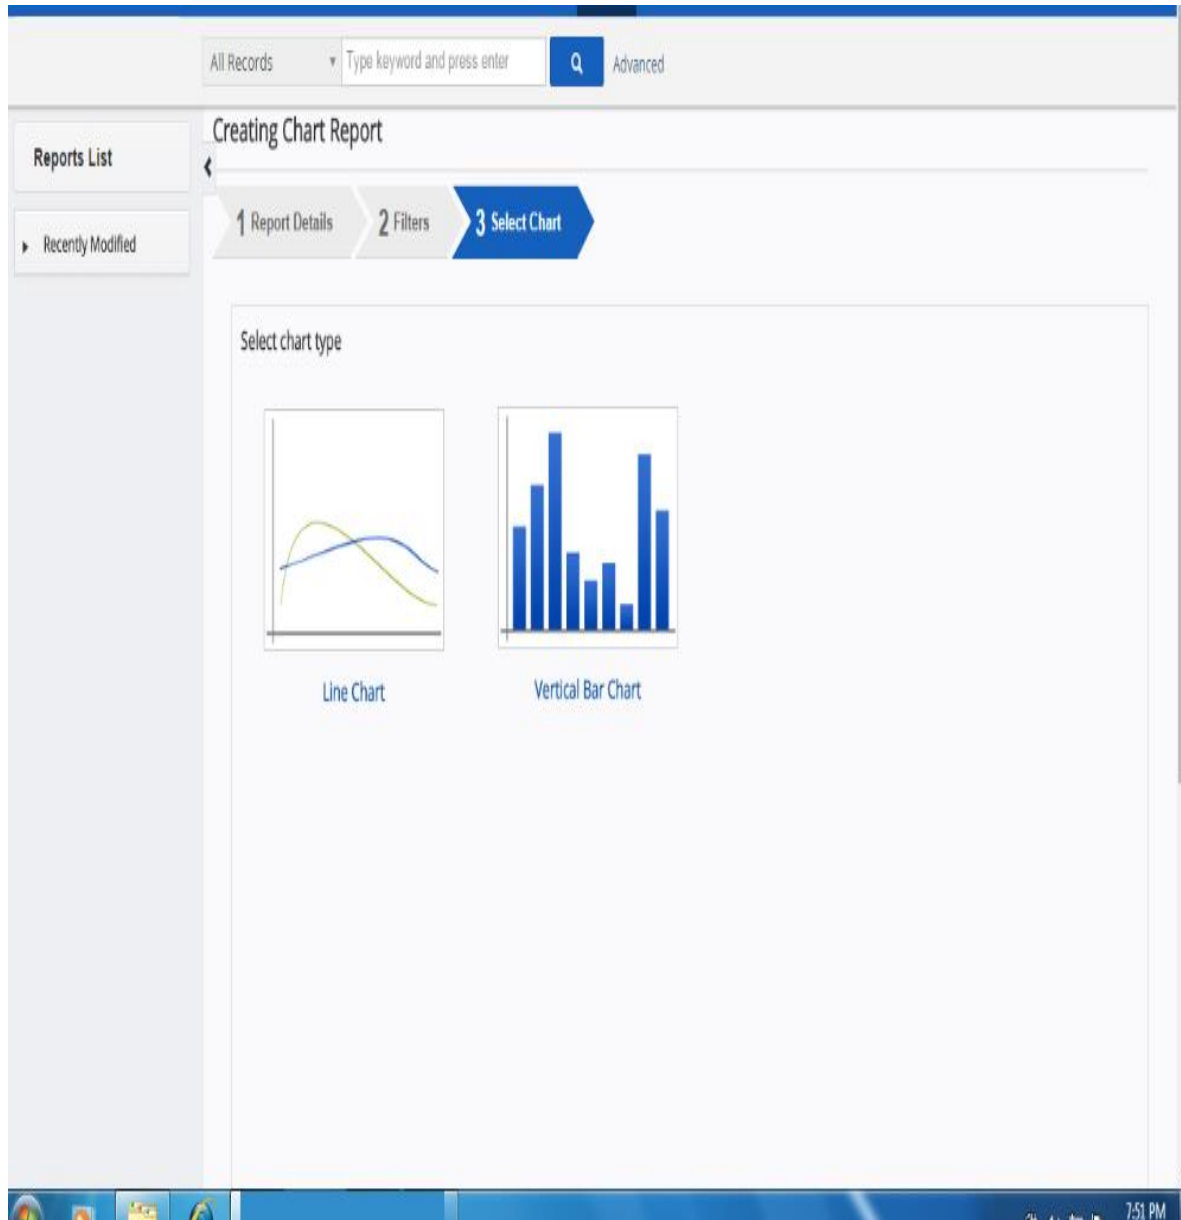 All Records Type keyword and press enter Advanced
Creating Chart Report
Reports List
1 Report Details 2 Filters 3 Select Chart
Recently Modified
Select chart type
Line Chart Vertical Bar Chart
7:51 PM